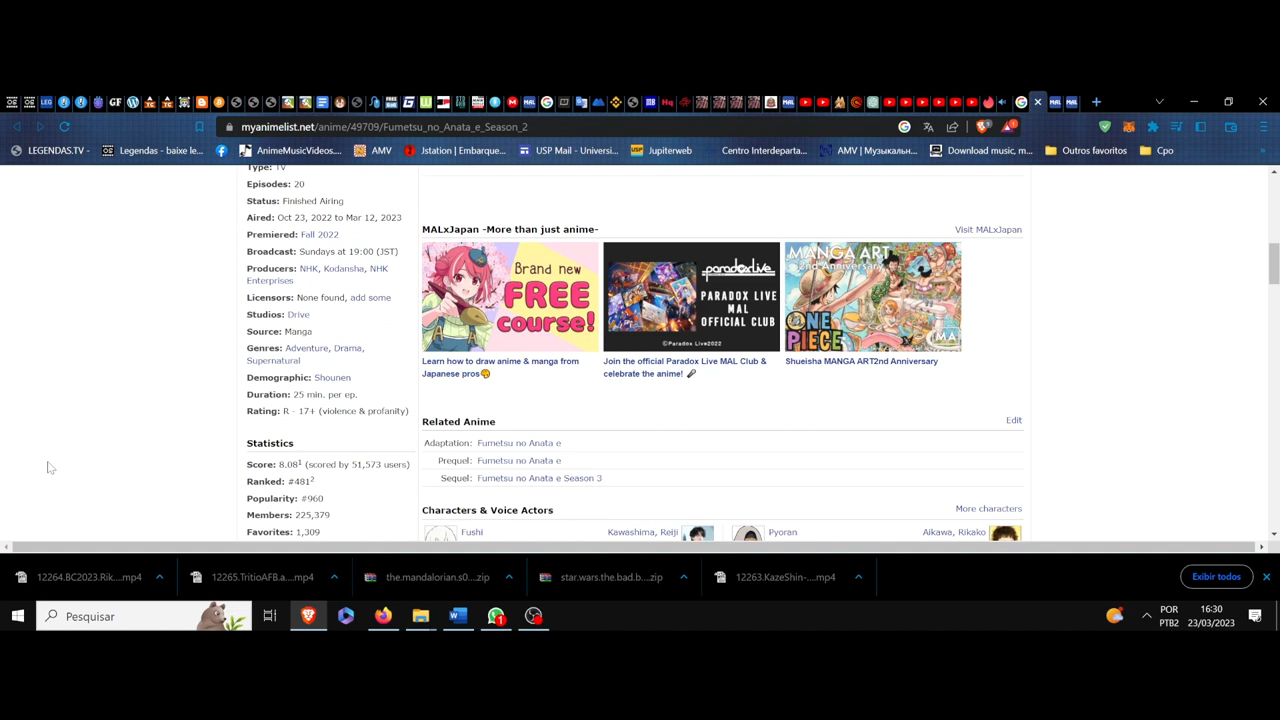 myanimelist.net/anime/49709/Fumetsu_no_Anata_e_Season_2
LEGENDAS.TV -
Legendas - baixe le...
AnimeMusicVideos....
AMV
Jstation | Embarque...
USP Mail - Universi...
Jupiterweb
Centro Interdeparta...
AMV | Музыкальн...
Download music, m...
Outros favoritos
Cpo
Type: TV
Episodes: 20
Status: Finished Airing
Aired: Oct 23, 2022 to Mar 12, 2023
Premiered: Fall 2022
Broadcast: Sundays at 19:00 (JST)
Producers: NHK, Kodansha, NHK
Enterprises
Licensors: None found, add some
Studios: Drive
Source: Manga
Genres: Adventure, Drama,
Supernatural
Demographic: Shounen
Duration: 25 min. per ep.
Rating: R - 17+ (violence & profanity)
Statistics
Score: 8.08¹ (scored by 51,573 users)
Ranked: #481²
Popularity: #960
Members: 225,379
Favorites: 1,309
MALxJapan -More than just anime-
Visit MALxJapan
Brand new
FREE
course!
paradoxlive
PARADOX LIVE
MAL
OFFICIAL CLUB
©Paradox Live2022
MANGA ART
2nd Anniversary
ONE
PIECE
MAL
Learn how to draw anime & manga from
Japanese pros
Join the official Paradox Live MAL Club &
celebrate the anime!
Shueisha MANGA ART2nd Anniversary
Related Anime
Edit
Adaptation: Fumetsu no Anata e
Prequel: Fumetsu no Anata e
Sequel: Fumetsu no Anata e Season 3
Characters & Voice Actors
More characters
Fushi
Kawashima, Reiji
Pyoran
Aikawa, Rikako
12264.BC2023.Rik....mp4
12265.TritioAFB.a....mp4
the.mandalorian.s0....zip
star.wars.the.bad.b....zip
12263.KazeShin-....mp4
Exibir todos
Pesquisar
1
POR
PTB2
16:30
23/03/2023